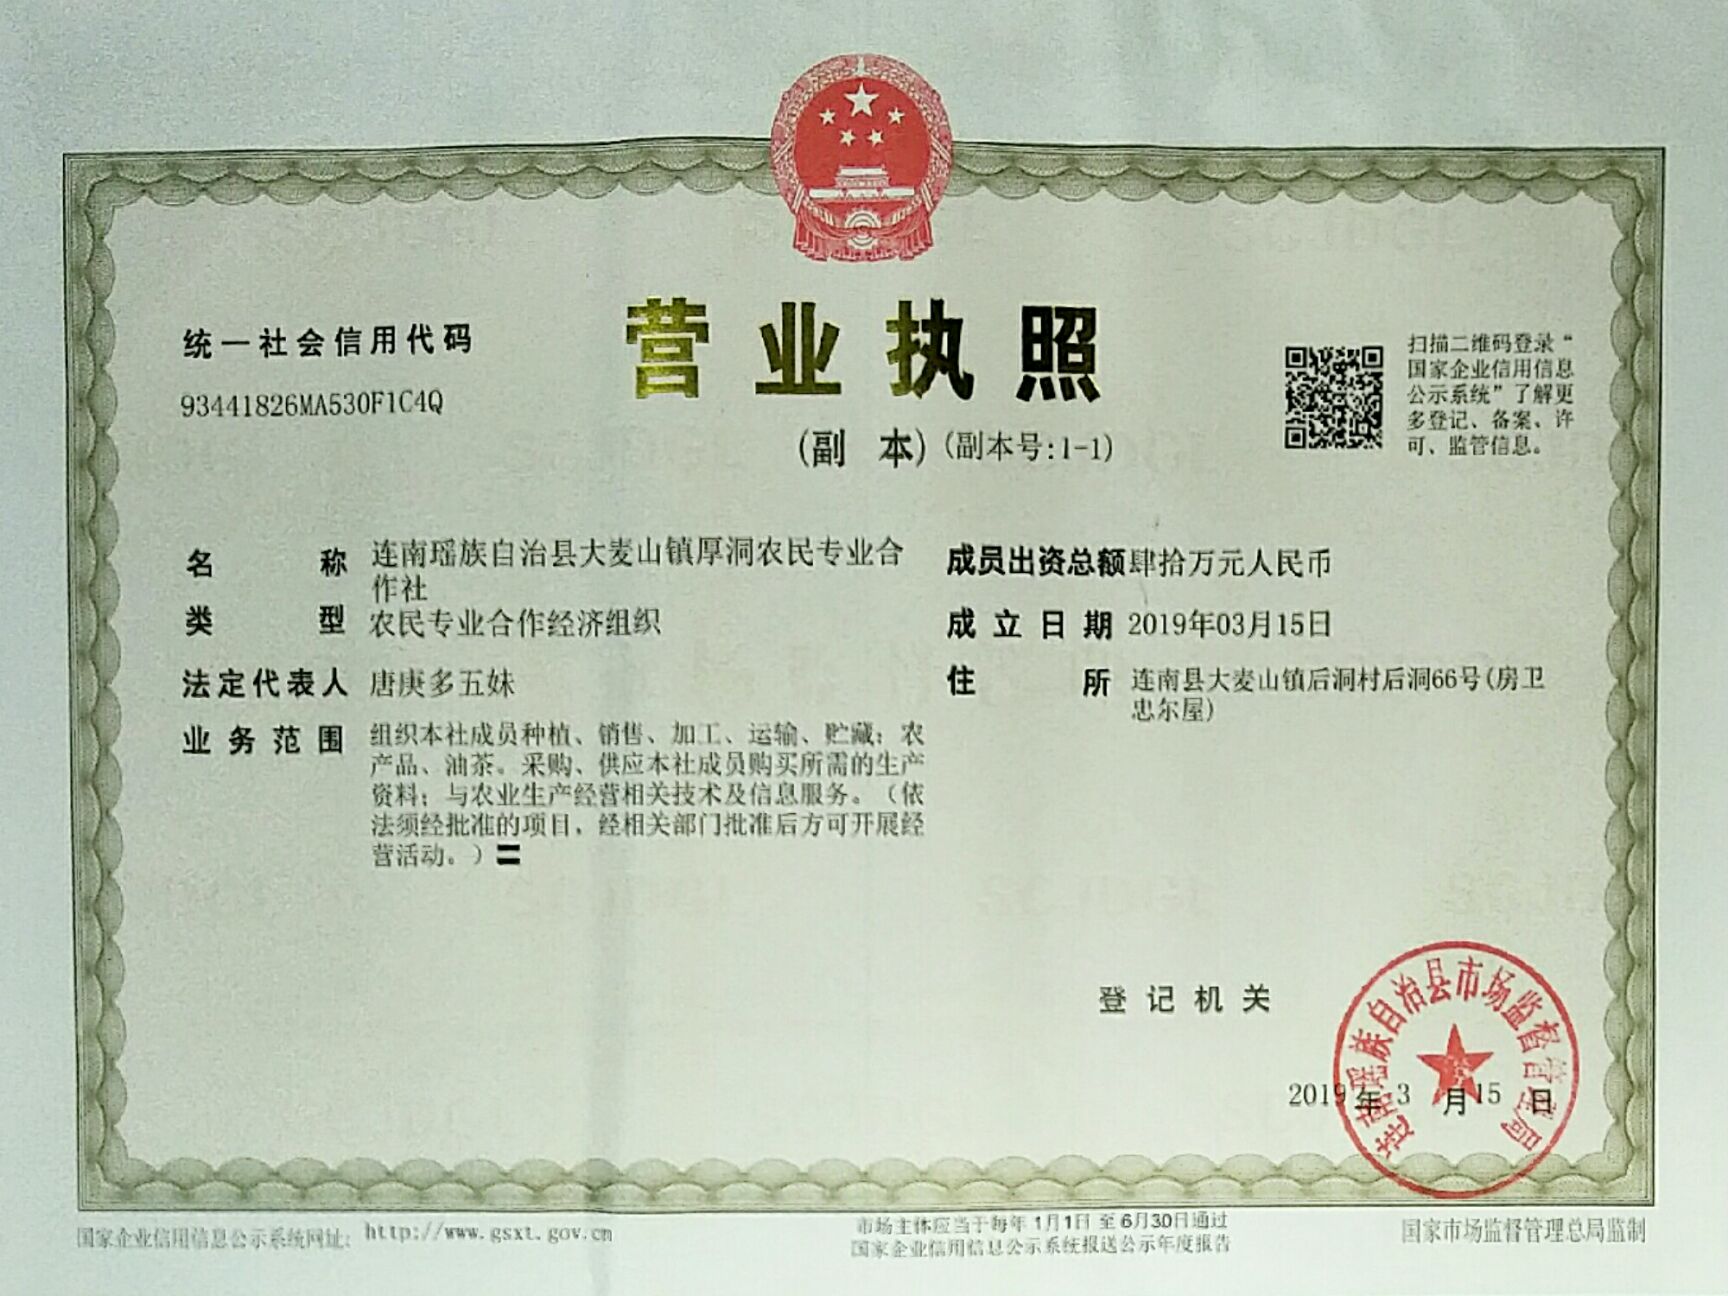 营业执照
(副 本) (副本号:1-1)
统一社会信用代码
93441826MA530F1C4Q
扫描二维码登录“
国家企业信用信息
公示系统”了解更
多登记、备案、许
可、监管信息。
名 称 连南瑶族自治县大麦山镇厚洞农民专业合
作社
类 型 农民专业合作经济组织
法定代表人 唐庚多五妹
业务范围 组织本社成员种植、销售、加工、运输、贮藏：农
产品、油茶。采购、供应本社成员购买所需的生产
资料；与农业生产经营相关技术及信息服务。（依
法须经批准的项目，经相关部门批准后方可开展经
营活动。）〓
成员出资总额 肆拾万元人民币
成立日期 2019年03月15日
住 所 连南县大麦山镇后洞村后洞66号(房卫
忠尔屋)
登记机关
连南瑶族自治县市场监督管理局
2019 年 3 月 15 日
国家企业信用信息公示系统网址: http://www.gsxt.gov.cn
市场主体应当于每年 1月1日 至 6月30日通过
国家企业信用信息公示系统报送公示年度报告
国家市场监督管理总局监制